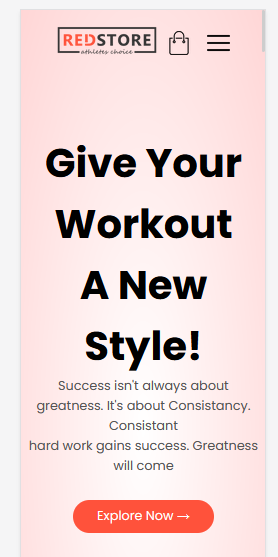 REDSTORE
athletes choice
Give Your
Workout
A New
Style!
Success isn't always about
greatness. It's about Consistancy.
Consistant
hard work gains success. Greatness
will come
Explore Now →